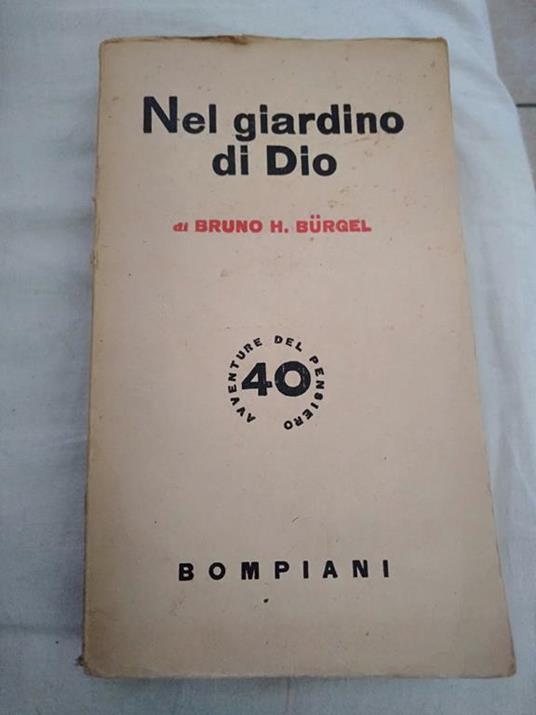 Nel giardino
di Dio
di BRUNO H. BÜRGEL
AVVENTURE DEL PENSIERO
40
BOMPIANI